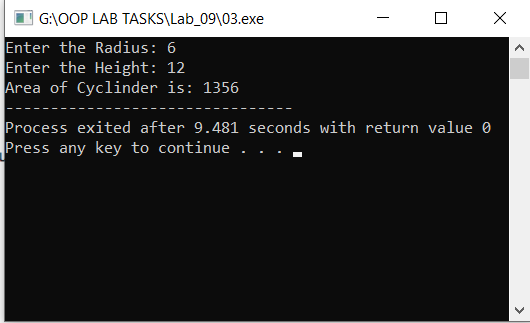 G:\OOP LAB TASKS\Lab_09\03.exe
Enter the Radius: 6
Enter the Height: 12
Area of Cyclinder is: 1356
--------------------------------
Process exited after 9.481 seconds with return value 0
Press any key to continue . . .